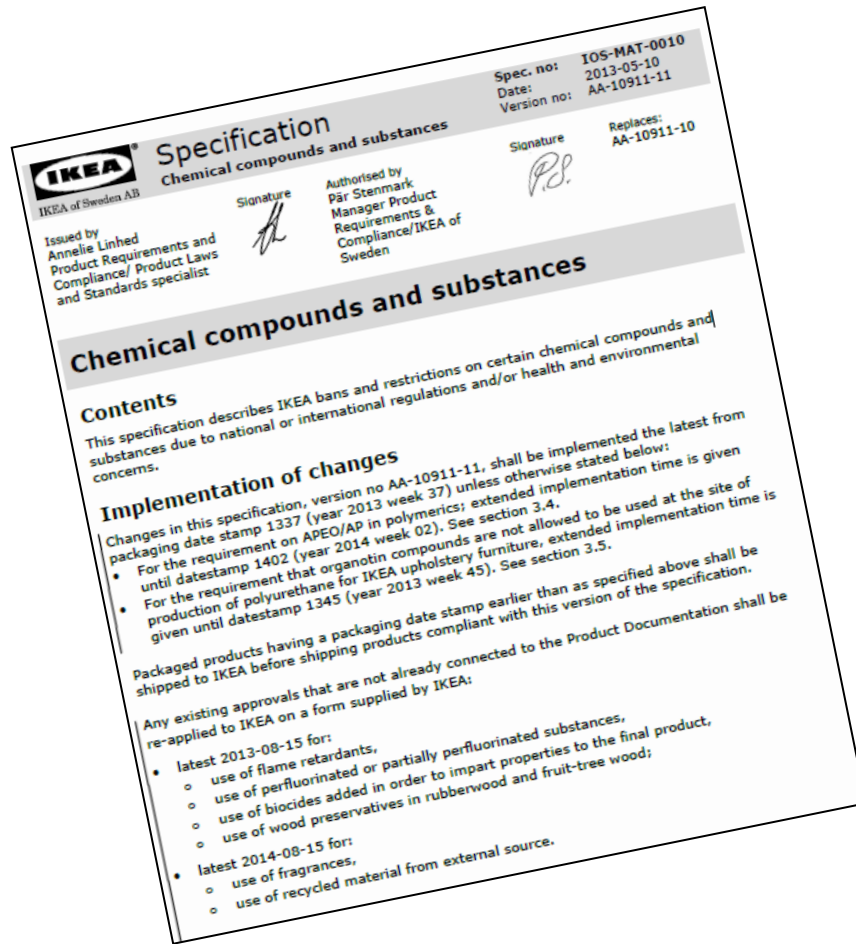 IKEA
IKEA of Sweden AB
Specification
Chemical compounds and substances
Spec. no: IOS-MAT-0010
Date: 2013-05-10
Version no: AA-10911-11
Issued by
Annelie Linhed
Product Requirements and
Compliance/ Product Laws
and Standards specialist
Signature
Authorised by
Pär Stenmark
Manager Product
Requirements &
Compliance/IKEA of
Sweden
Signature
P.S.
Replaces:
AA-10911-10
Chemical compounds and substances
Contents
This specification describes IKEA bans and restrictions on certain chemical compounds and
substances due to national or international regulations and/or health and environmental
concerns.
Implementation of changes
Changes in this specification, version no AA-10911-11, shall be implemented the latest from
packaging date stamp 1337 (year 2013 week 37) unless otherwise stated below:
• For the requirement on APEO/AP in polymerics; extended implementation time is given
until datestamp 1402 (year 2014 week 02). See section 3.4.
• For the requirement that organotin compounds are not allowed to be used at the site of
production of polyurethane for IKEA upholstery furniture, extended implementation time is
given until datestamp 1345 (year 2013 week 45). See section 3.5.
Packaged products having a packaging date stamp earlier than as specified above shall be
shipped to IKEA before shipping products compliant with this version of the specification.
Any existing approvals that are not already connected to the Product Documentation shall be
re-applied to IKEA on a form supplied by IKEA:
• latest 2013-08-15 for:
o use of flame retardants,
o use of perfluorinated or partially perfluorinated substances,
o use of biocides added in order to impart properties to the final product,
o use of wood preservatives in rubberwood and fruit-tree wood;
• latest 2014-08-15 for:
o use of fragrances,
o use of recycled material from external source.